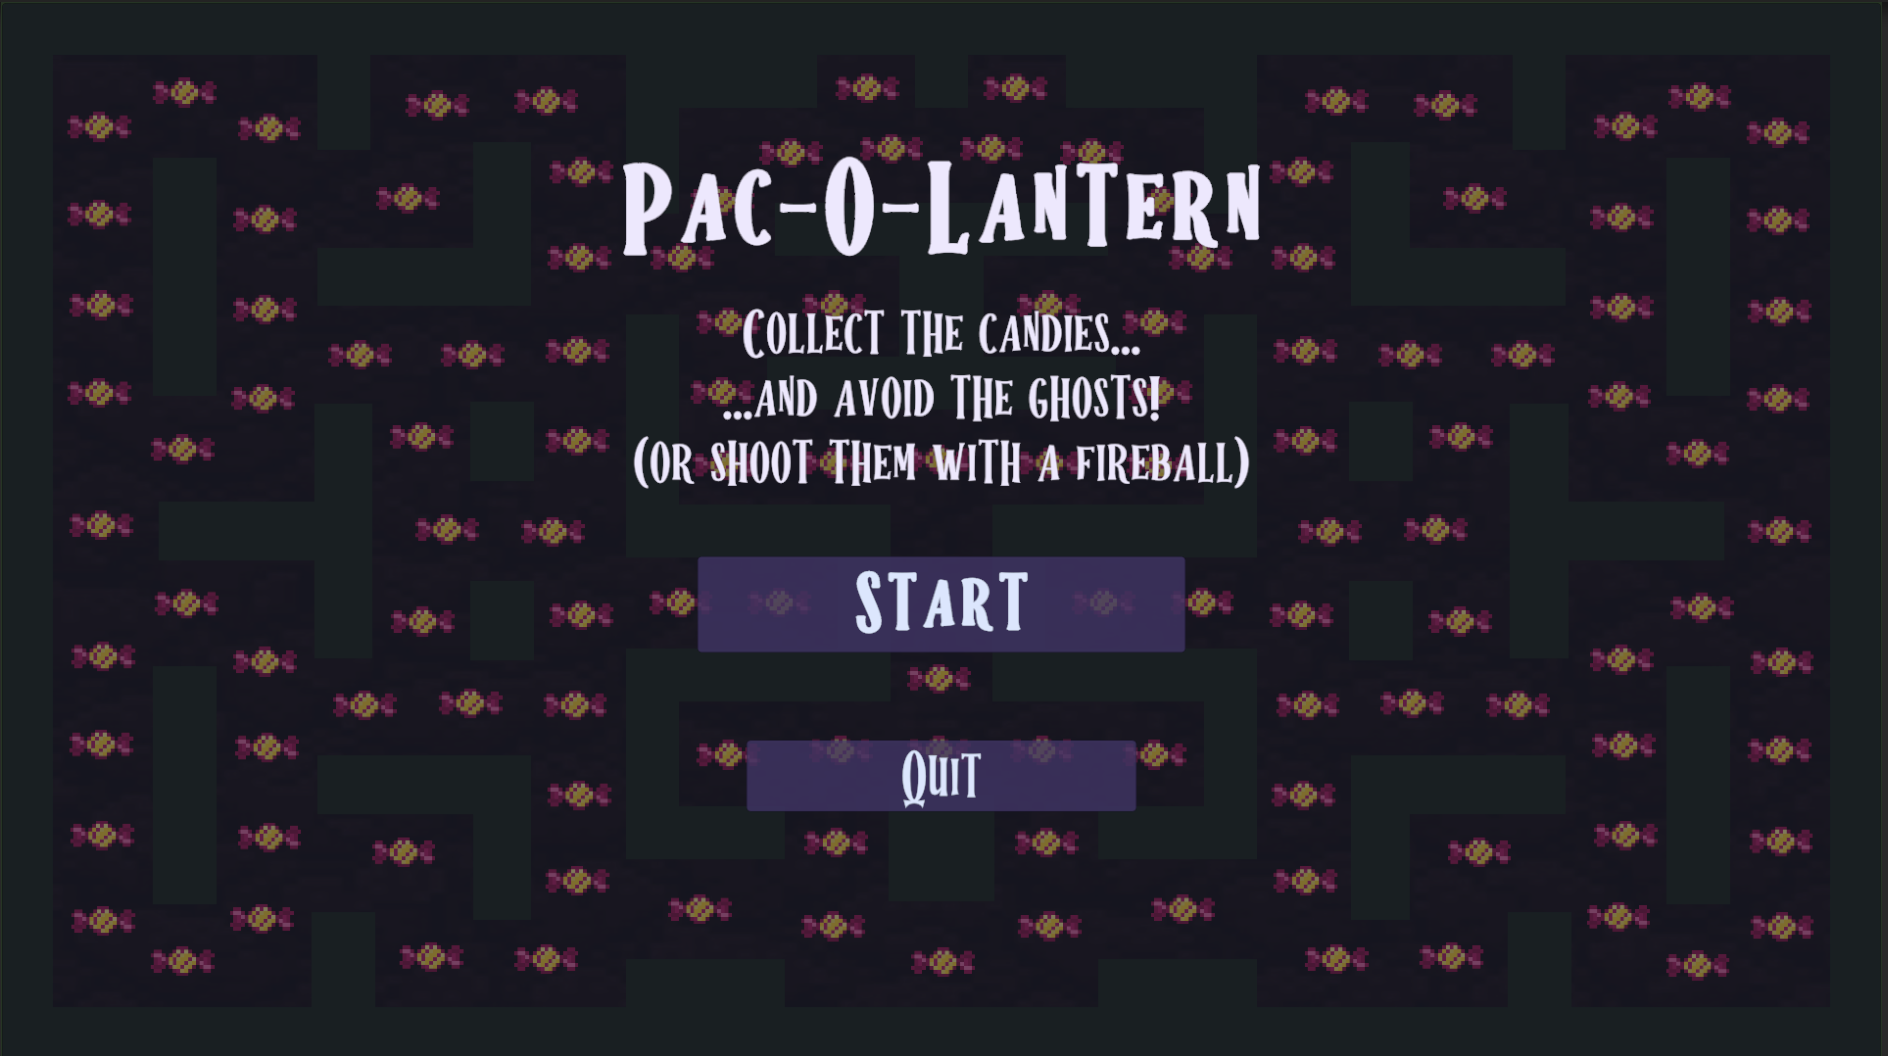 Pac-O-Lantern
Collect the candies...
...and avoid the ghosts!
(or shoot them with a fireball)
Start
Quit